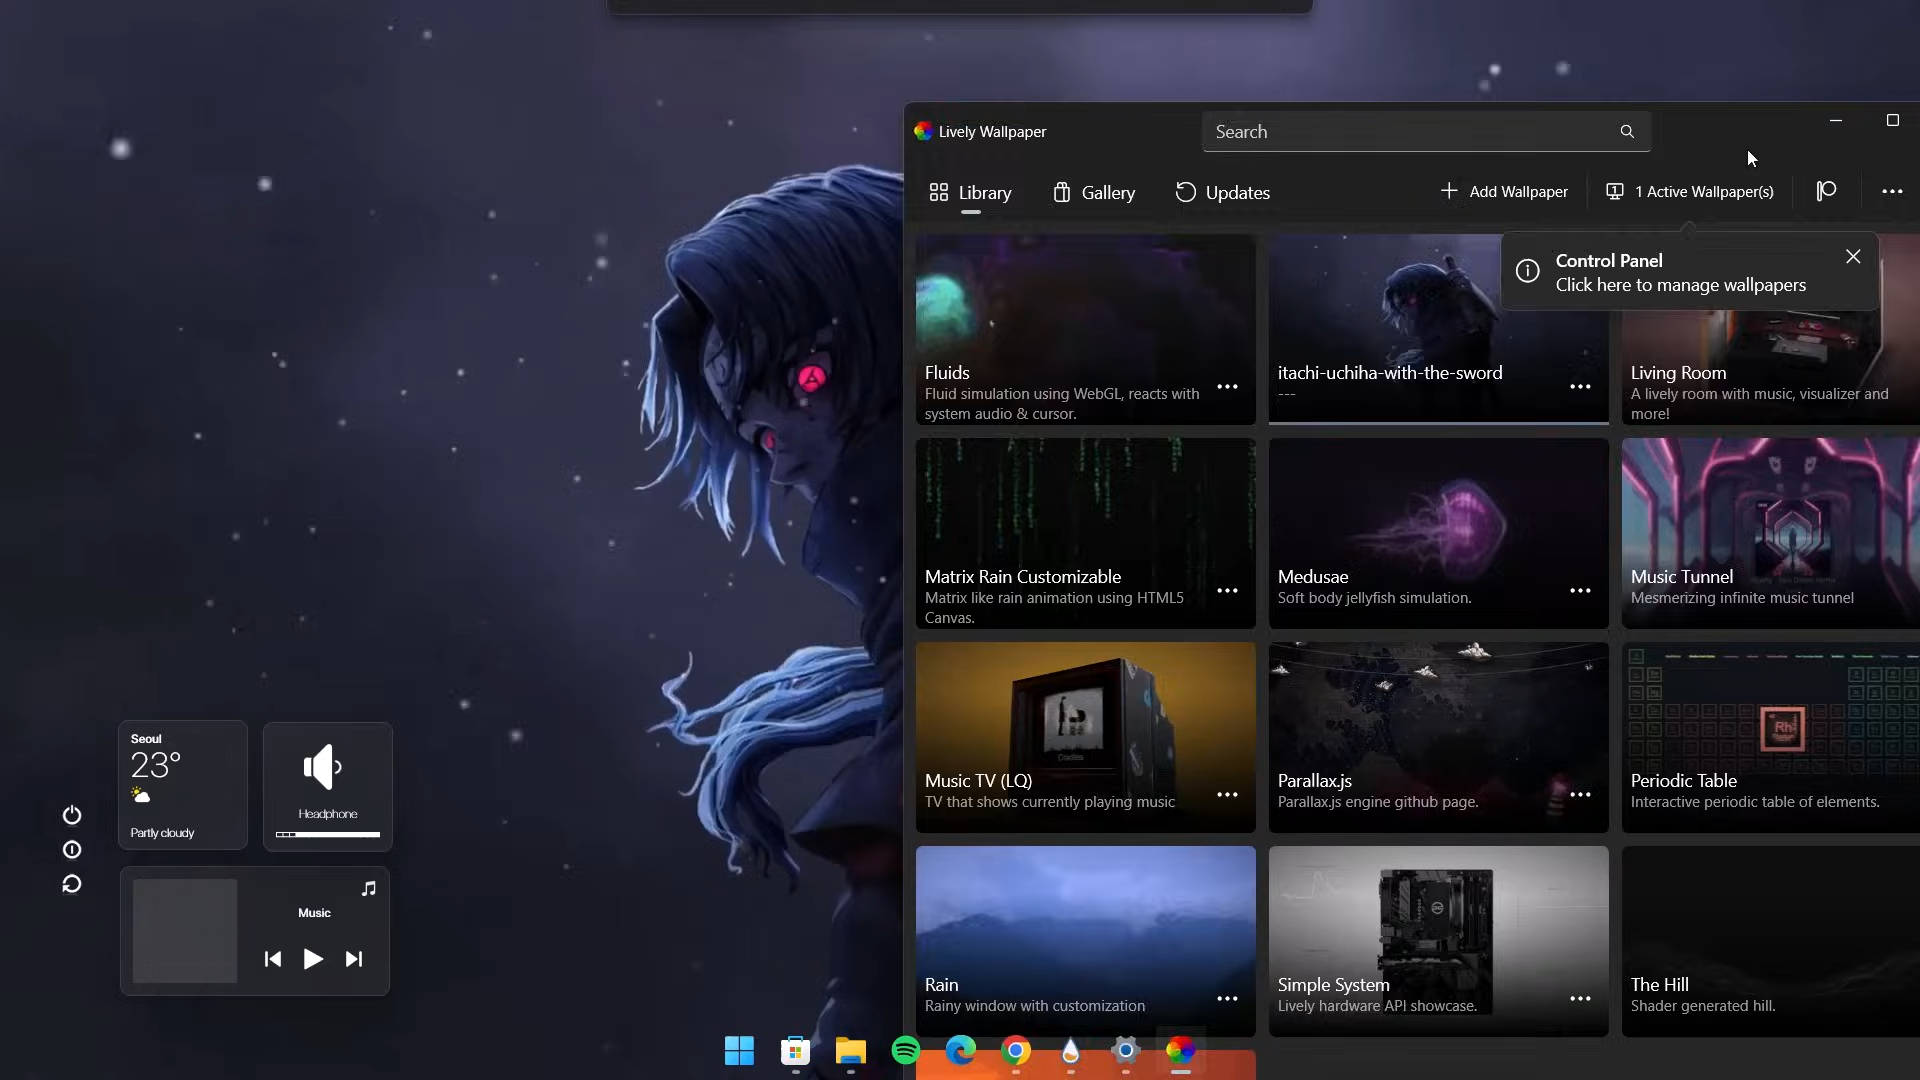 Lively Wallpaper
Search
Library
Gallery
Updates
Add Wallpaper
1 Active Wallpaper(s)
Control Panel
Click here to manage wallpapers
Fluids
Fluid simulation using WebGL, reacts with
system audio & cursor.
itachi-uchiha-with-the-sword
---
Living Room
A lively room with music, visualizer and
more!
Matrix Rain Customizable
Matrix like rain animation using HTML5
Canvas.
Medusae
Soft body jellyfish simulation.
Music Tunnel
Mesmerizing infinite music tunnel
Music TV (LQ)
TV that shows currently playing music
Parallax.js
Parallax.js engine github page.
Rh
Periodic Table
Interactive periodic table of elements.
Rain
Rainy window with customization
Simple System
Lively hardware API showcase.
The Hill
Shader generated hill.
Seoul
23°
Partly cloudy
Headphone
Music